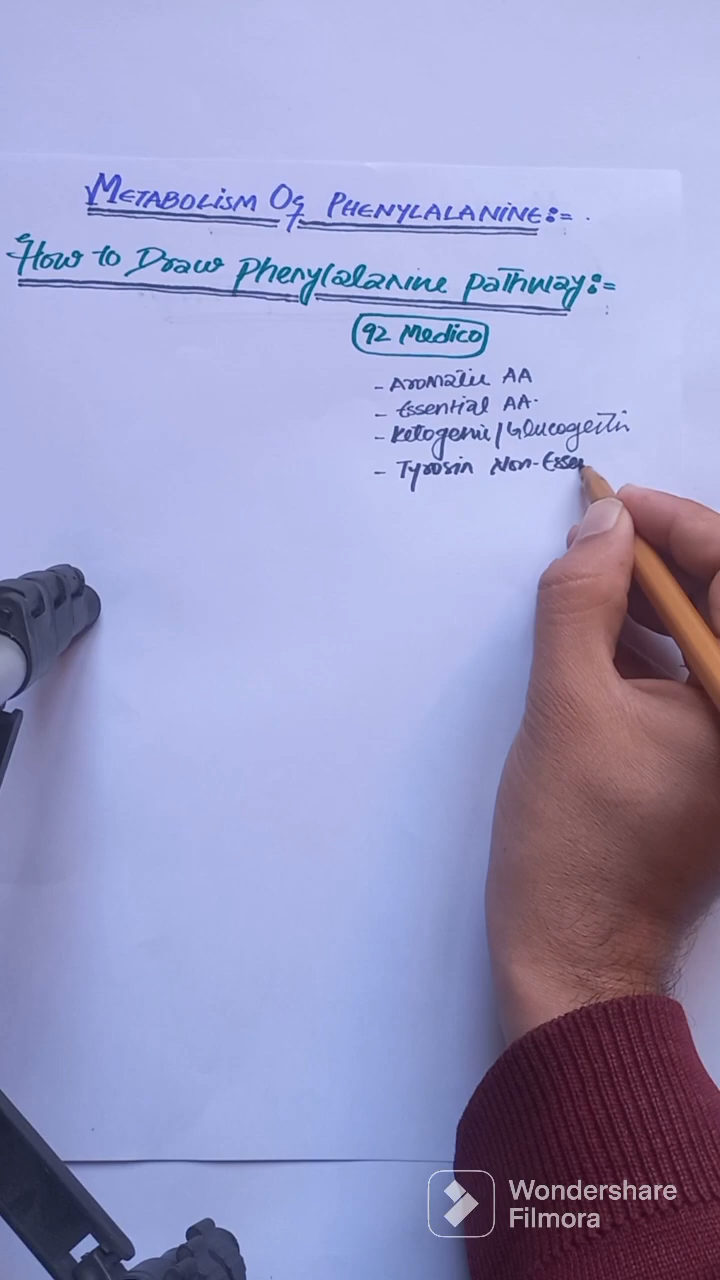 METABOLISM OF PHENYLALANINE:= .
How to Draw Phenylalanine pathway:=
92 Medico
- Aromatic AA
- Essential AA.
- Ketogenic/Glucogenic
- Tyrosin Non-Essen
Wondershare
Filmora